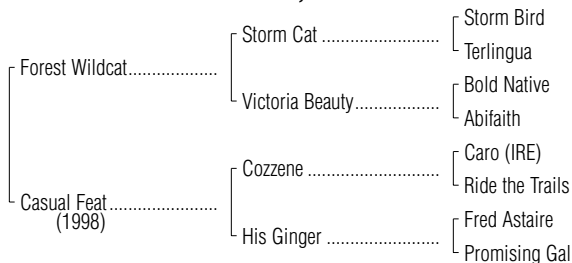 Storm Bird
Storm Cat ..............................
Terlingua
Forest Wildcat....................
Bold Native
Victoria Beauty....................
Abifaith
Caro (IRE)
Cozzene ..............................
Ride the Trails
Casual Feat ........................
(1998)
Fred Astaire
His Ginger ..........................
Promising Gal